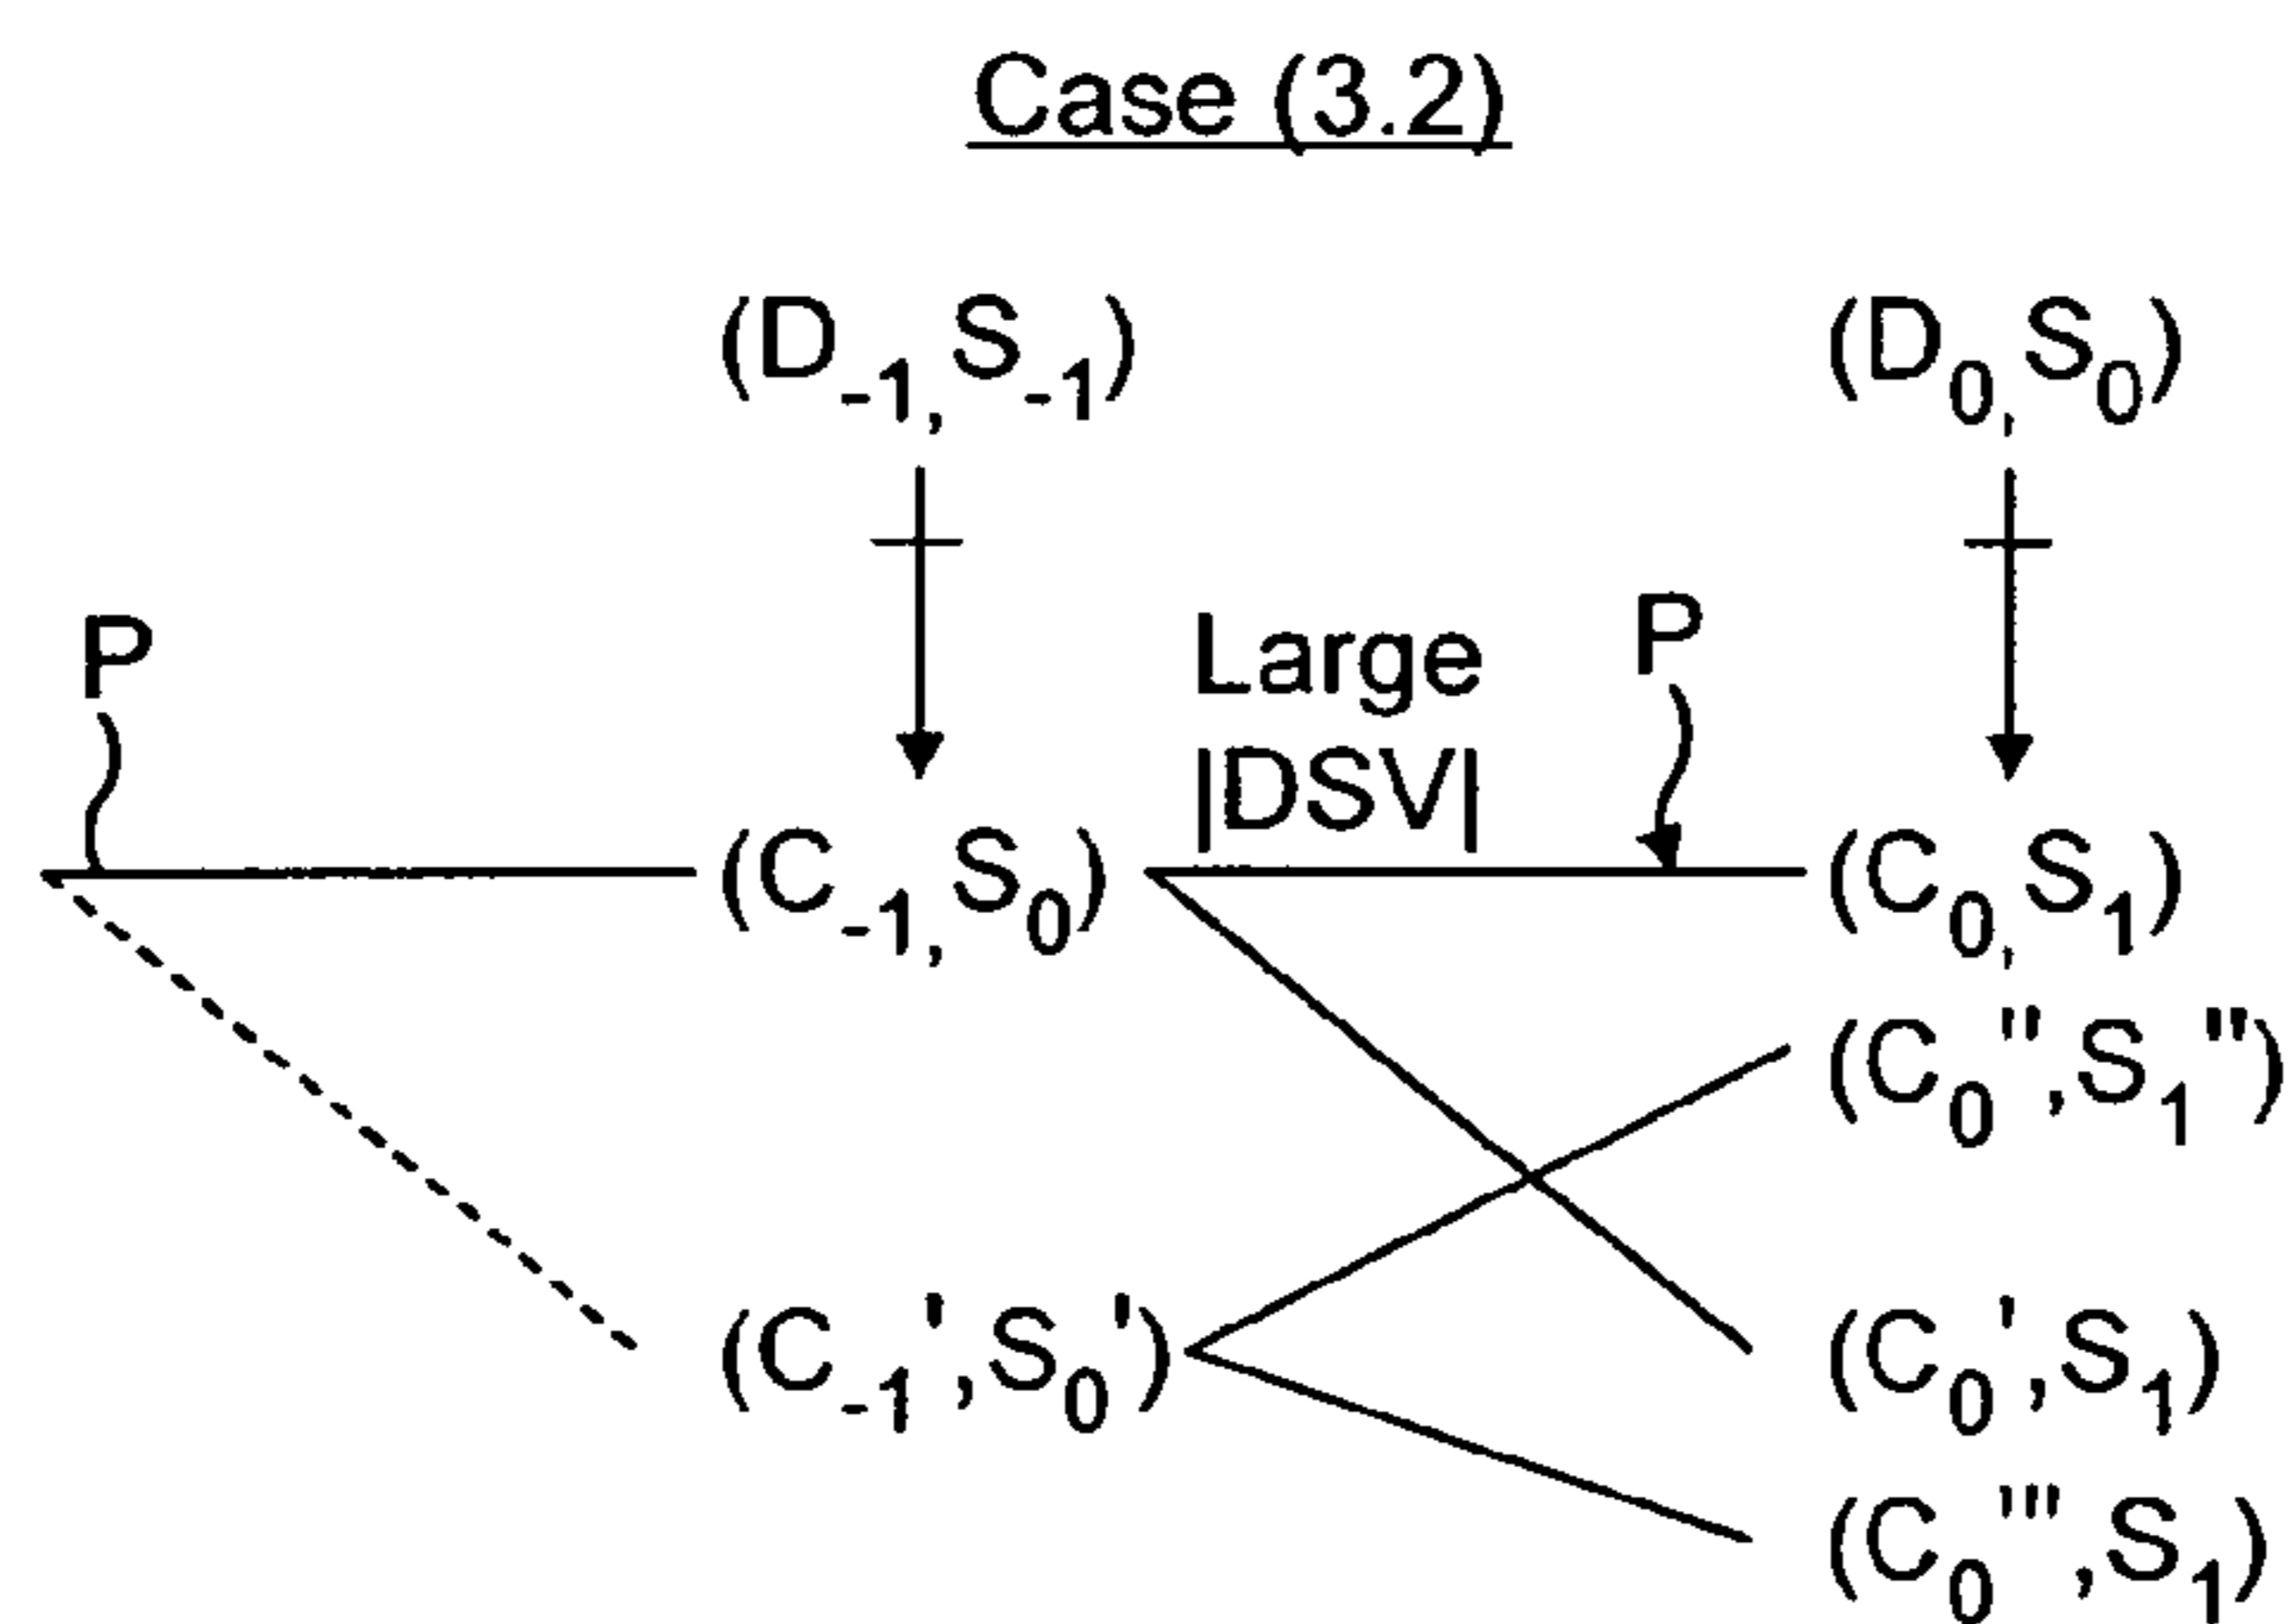 Case (3.2)
(D₋₁,S₋₁) (D₀,S₀)
P Large P
|DSV|
(C₋₁,S₀) (C₀,S₁)
(C₀",S₁")
(C₋₁',S₀') (C₀',S₁)
(C₀"',S₁)